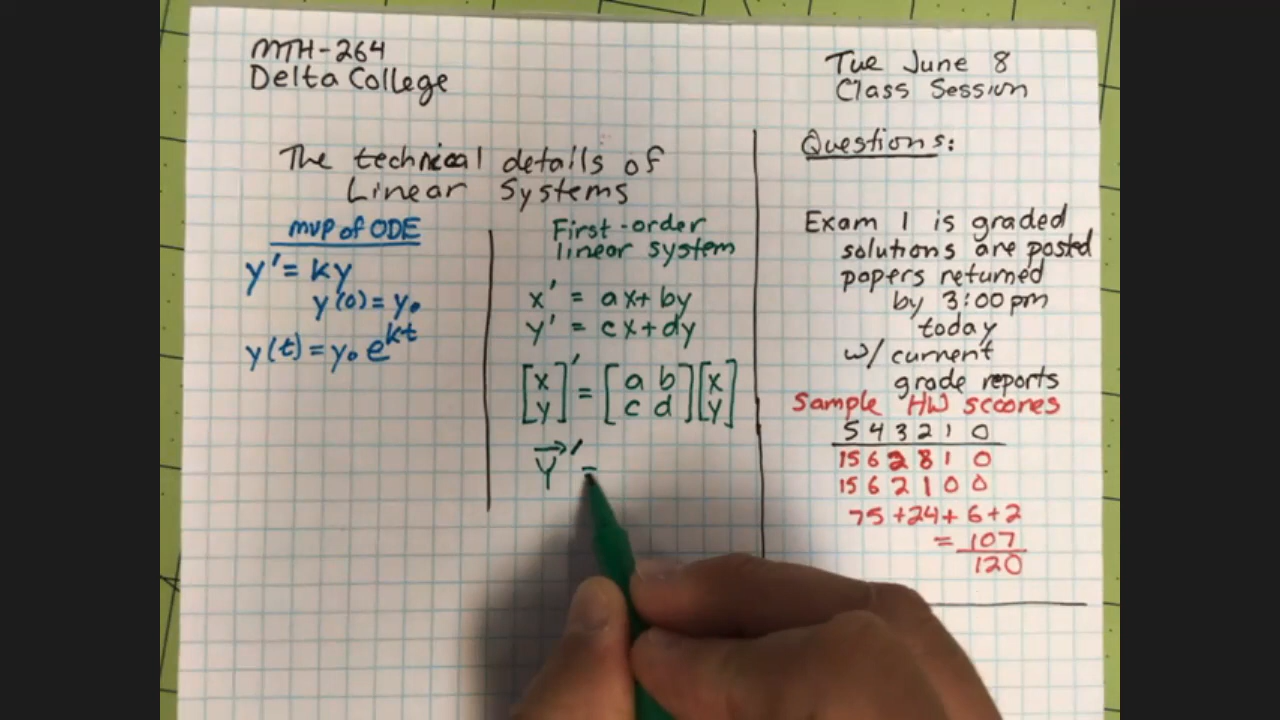 MTH-264
Delta College
Tue June 8
Class Session
The technical details of
Linear Systems
mvp of ODE
y' = ky
y(0) = y₀
y(t) = y₀ e^{kt}
First-order
linear system
x' = ax + by
y' = cx + dy
[x y]' = [a b
c d] [x y]
Y⃗' =
Questions:
Exam 1 is graded
solutions are posted
papers returned
by 3:00 pm
today
w/ current
grade reports
Sample HW scores
5 4 3 2 1 0
15 6 2 8 1 0
15 6 2 1 0 0
75 + 24 + 6 + 2
= 107
120